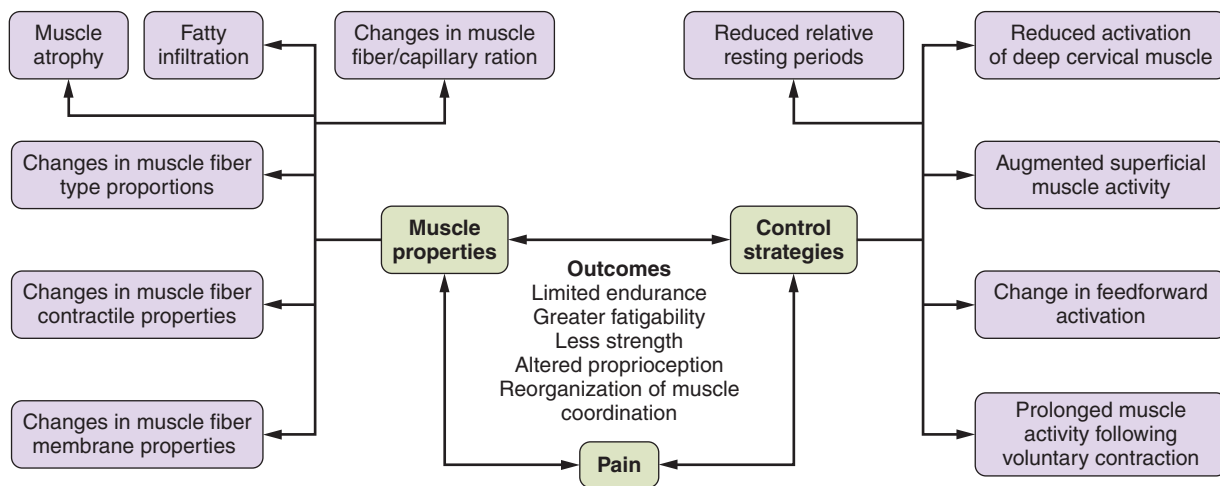 Muscle
atrophy
Fatty
infiltration
Changes in muscle
fiber/capillary ration
Reduced relative
resting periods
Reduced activation
of deep cervical muscle
Changes in muscle fiber
type proportions
Augmented superficial
muscle activity
Muscle
properties
Control
strategies
Outcomes
Limited endurance
Greater fatigability
Less strength
Altered proprioception
Reorganization of muscle
coordination
Changes in muscle fiber
contractile properties
Change in feedforward
activation
Changes in muscle fiber
membrane properties
Prolonged muscle
activity following
voluntary contraction
Pain